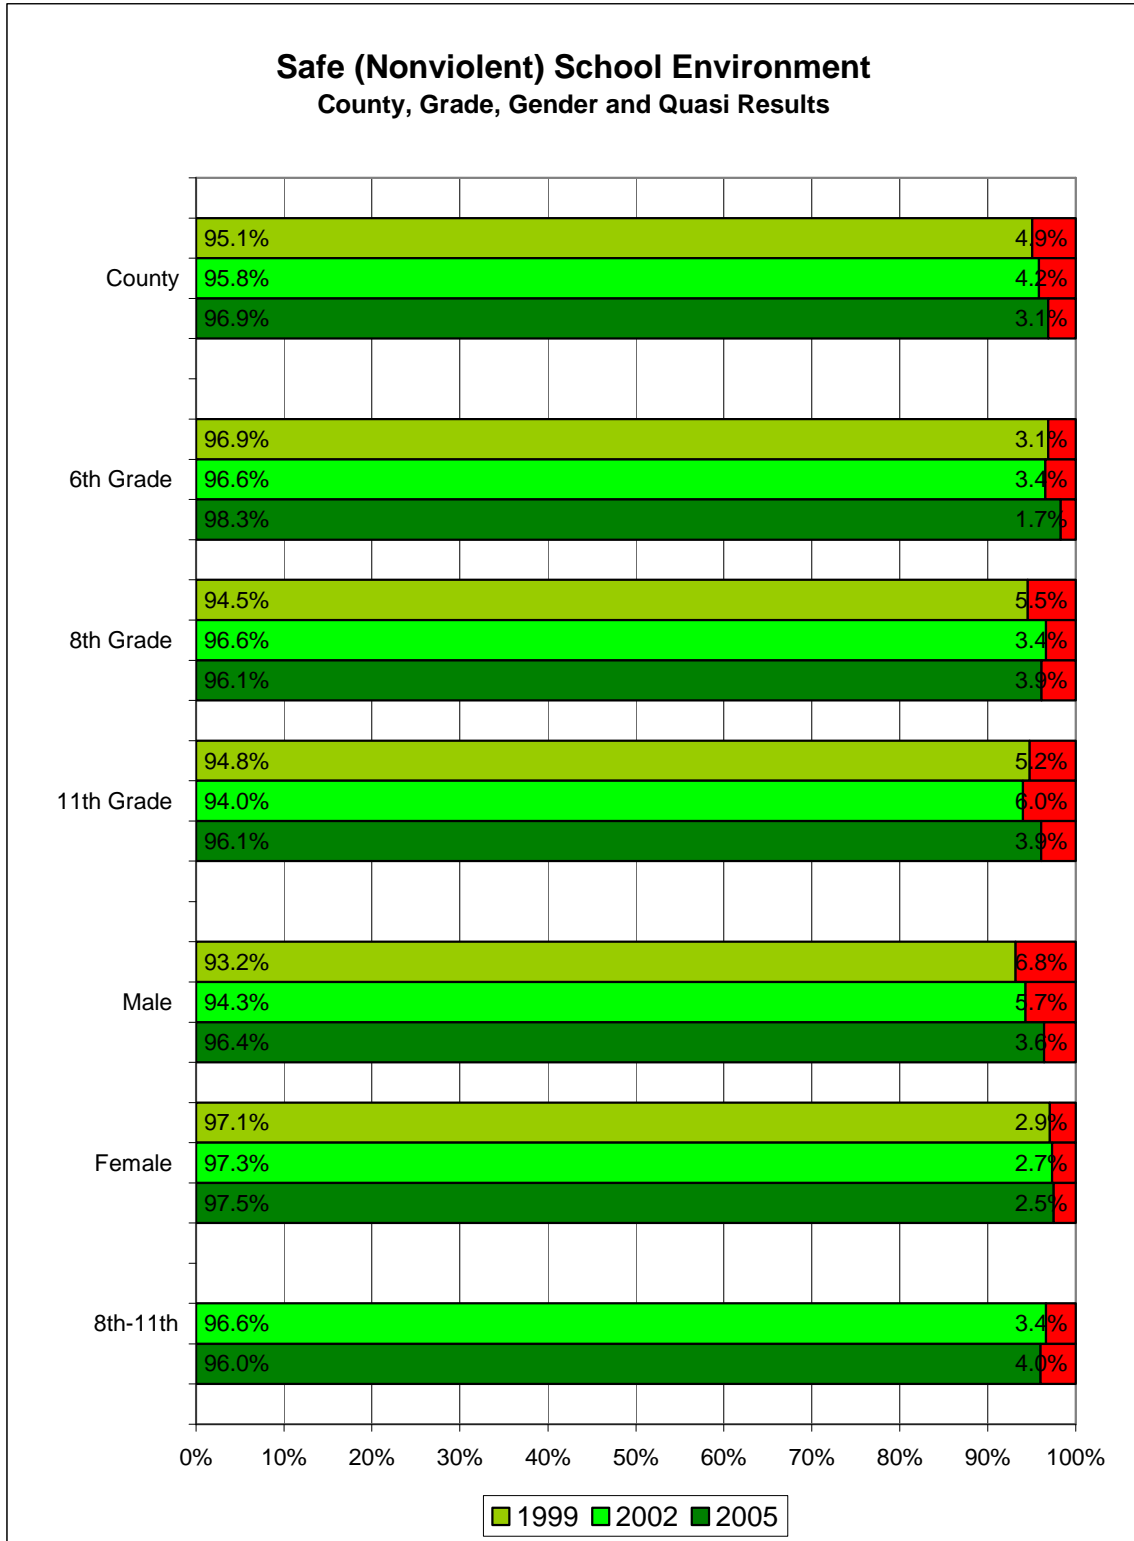 Safe (Nonviolent) School Environment
County, Grade, Gender and Quasi Results
95.1% 4.9%
County 95.8% 4.2%
96.9% 3.1%
96.9% 3.1%
6th Grade 96.6% 3.4%
98.3% 1.7%
94.5% 5.5%
8th Grade 96.6% 3.4%
96.1% 3.9%
94.8% 5.2%
11th Grade 94.0% 6.0%
96.1% 3.9%
93.2% 6.8%
Male 94.3% 5.7%
96.4% 3.6%
97.1% 2.9%
Female 97.3% 2.7%
97.5% 2.5%
8th-11th 96.6% 3.4%
96.0% 4.0%
0% 10% 20% 30% 40% 50% 60% 70% 80% 90% 100%
1999 2002 2005